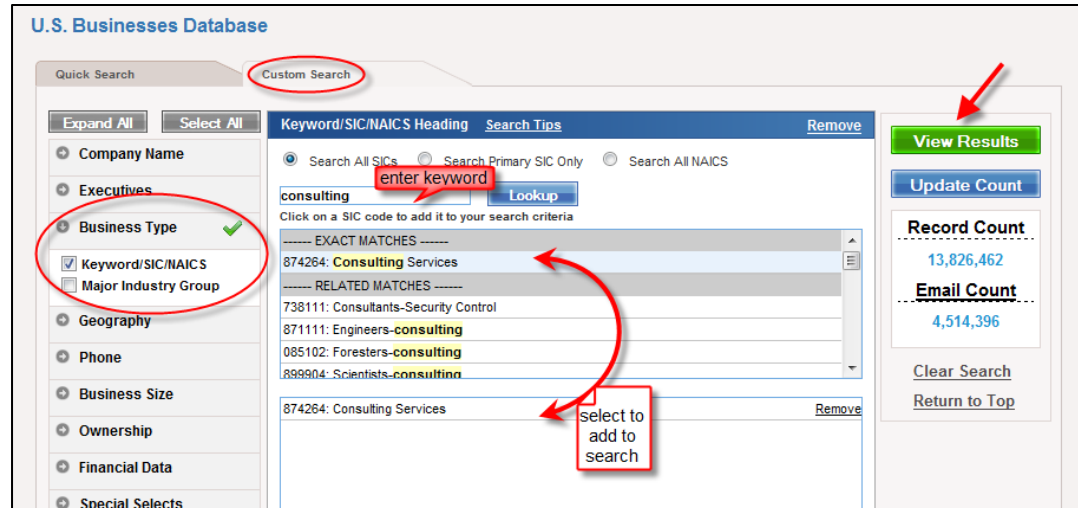 U.S. Businesses Database
Quick Search
Custom Search
Expand All
Select All
Company Name
Executives
Business Type
Keyword/SIC/NAICS
Major Industry Group
Geography
Phone
Business Size
Ownership
Financial Data
Special Selects
Keyword/SIC/NAICS Heading
Search Tips
Remove
Search All SICs
Search Primary SIC Only
Search All NAICS
enter keyword
consulting
Lookup
Click on a SIC code to add it to your search criteria
------ EXACT MATCHES ------
874264: Consulting Services
------ RELATED MATCHES ------
738111: Consultants-Security Control
871111: Engineers-consulting
085102: Foresters-consulting
899904: Scientists-consulting
874264: Consulting Services
Remove
select to
add to
search
View Results
Update Count
Record Count
13,826,462
Email Count
4,514,396
Clear Search
Return to Top